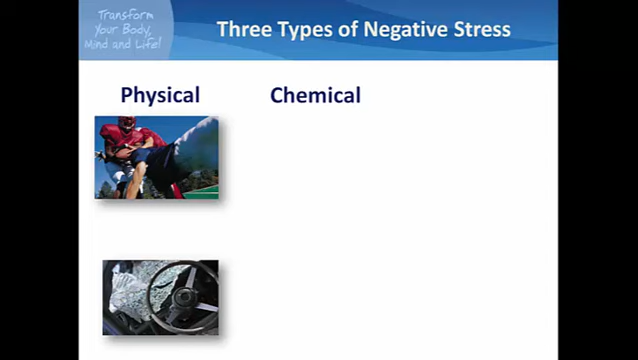 Transform
Your Body,
Mind and Life!
Three Types of Negative Stress
Physical
Chemical